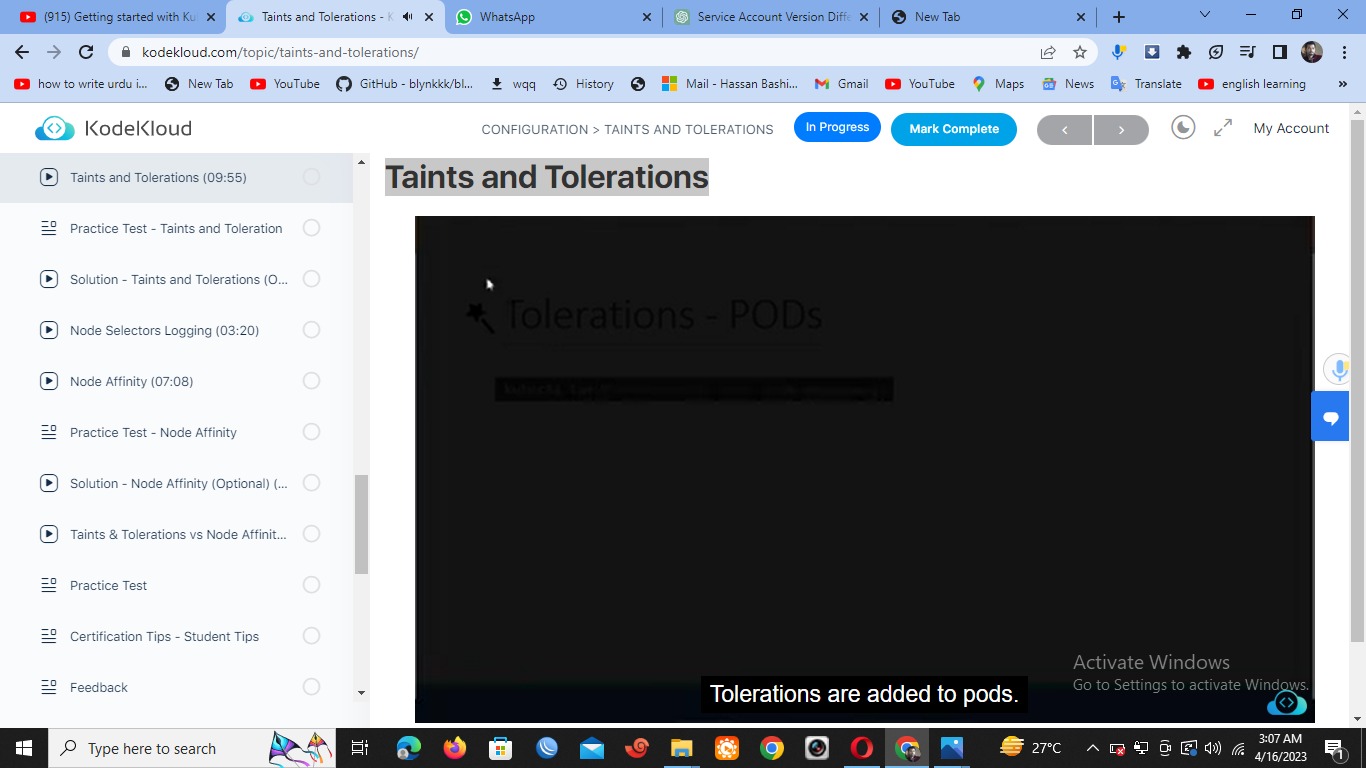 (915) Getting started with Ku
Taints and Tolerations - K
WhatsApp
Service Account Version Diffe
New Tab
kodekloud.com/topic/taints-and-tolerations/
how to write urdu i...
New Tab
YouTube
GitHub - blynkkk/bl...
wqq
History
Mail - Hassan Bashi...
Gmail
YouTube
Maps
News
Translate
english learning
»
KodeKloud
CONFIGURATION > TAINTS AND TOLERATIONS
In Progress
Mark Complete
My Account
Taints and Tolerations (09:55)
Practice Test - Taints and Toleration
Solution - Taints and Tolerations (O...
Node Selectors Logging (03:20)
Node Affinity (07:08)
Practice Test - Node Affinity
Solution - Node Affinity (Optional) (...
Taints & Tolerations vs Node Affinit...
Practice Test
Certification Tips - Student Tips
Feedback
Taints and Tolerations
Tolerations - PODs
Tolerations are added to pods.
Activate Windows
Go to Settings to activate Windows.
Type here to search
27°C
3:07 AM
4/16/2023
1